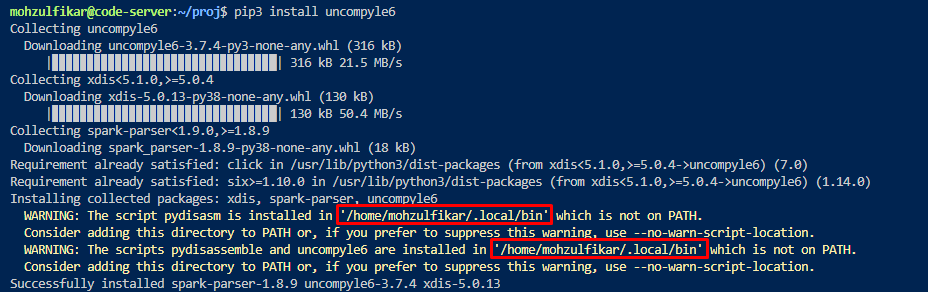 mohzulfikar@code-server:~/proj$ pip3 install uncompyle6
Collecting uncompyle6
  Downloading uncompyle6-3.7.4-py3-none-any.whl (316 kB)
     |████████████████████████████████| 316 kB 21.5 MB/s
Collecting xdis<5.1.0,>=5.0.4
  Downloading xdis-5.0.13-py38-none-any.whl (130 kB)
     |████████████████████████████████| 130 kB 50.4 MB/s
Collecting spark-parser<1.9.0,>=1.8.9
  Downloading spark_parser-1.8.9-py38-none-any.whl (18 kB)
Requirement already satisfied: click in /usr/lib/python3/dist-packages (from xdis<5.1.0,>=5.0.4->uncompyle6) (7.0)
Requirement already satisfied: six>=1.10.0 in /usr/lib/python3/dist-packages (from xdis<5.1.0,>=5.0.4->uncompyle6) (1.14.0)
Installing collected packages: xdis, spark-parser, uncompyle6
  WARNING: The script pydisasm is installed in '/home/mohzulfikar/.local/bin' which is not on PATH.
  Consider adding this directory to PATH or, if you prefer to suppress this warning, use --no-warn-script-location.
  WARNING: The scripts pydisassemble and uncompyle6 are installed in '/home/mohzulfikar/.local/bin' which is not on PATH.
  Consider adding this directory to PATH or, if you prefer to suppress this warning, use --no-warn-script-location.
Successfully installed spark-parser-1.8.9 uncompyle6-3.7.4 xdis-5.0.13